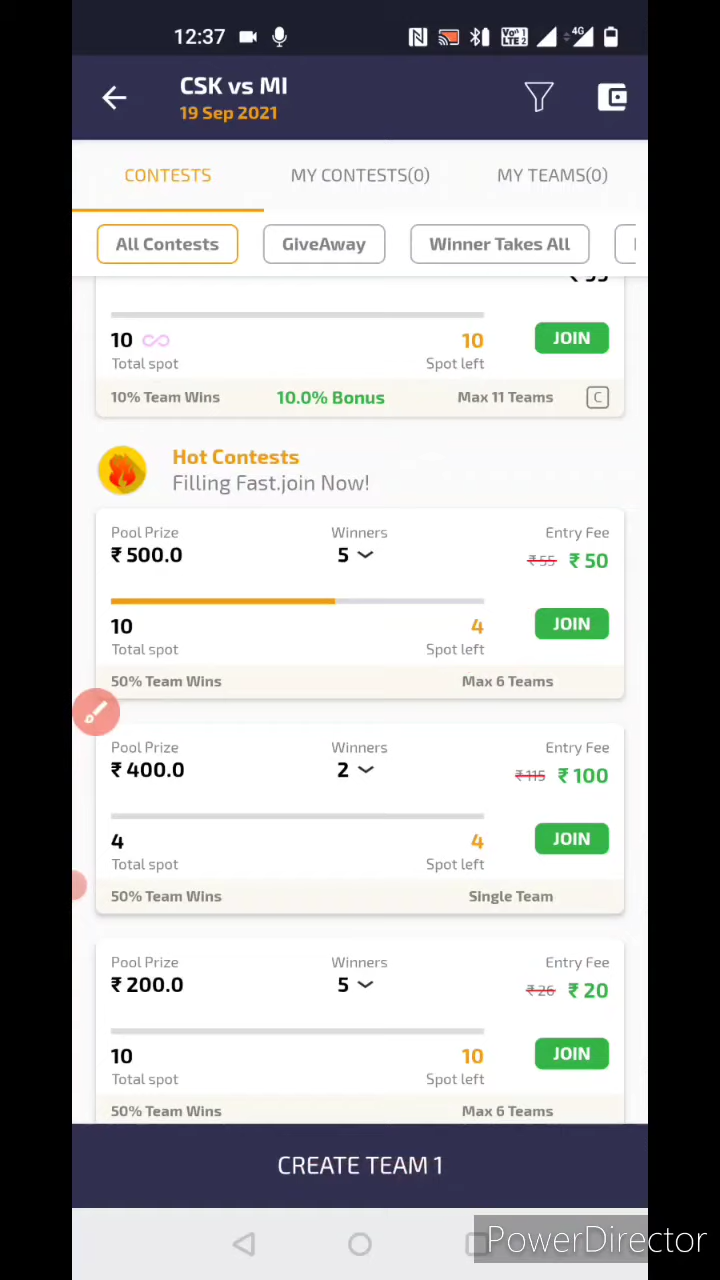 12:37
4G
VoLTE 1
LTE 2
CSK vs MI
19 Sep 2021
CONTESTS
MY CONTESTS(0)
MY TEAMS(0)
All Contests
GiveAway
Winner Takes All
10
10
JOIN
Total spot
Spot left
10% Team Wins
10.0% Bonus
Max 11 Teams
C
Hot Contests
Filling Fast.join Now!
Pool Prize
Winners
Entry Fee
₹ 500.0
5
₹ 55 ₹ 50
10
4
JOIN
Total spot
Spot left
50% Team Wins
Max 6 Teams
Pool Prize
Winners
Entry Fee
₹ 400.0
2
₹ 115 ₹ 100
4
4
JOIN
Total spot
Spot left
50% Team Wins
Single Team
Pool Prize
Winners
Entry Fee
₹ 200.0
5
₹ 26 ₹ 20
10
10
JOIN
Total spot
Spot left
50% Team Wins
Max 6 Teams
CREATE TEAM 1
PowerDirector